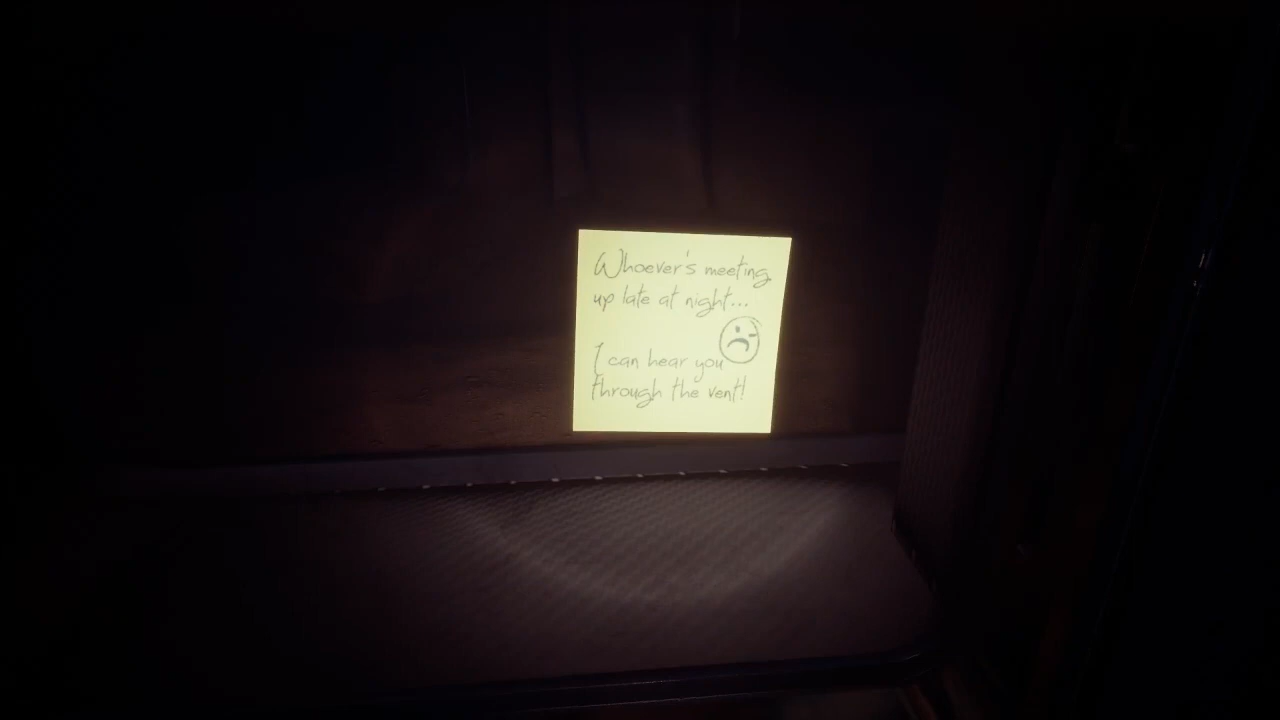 Whoever's meeting
up late at night...
I can hear you
through the vent!